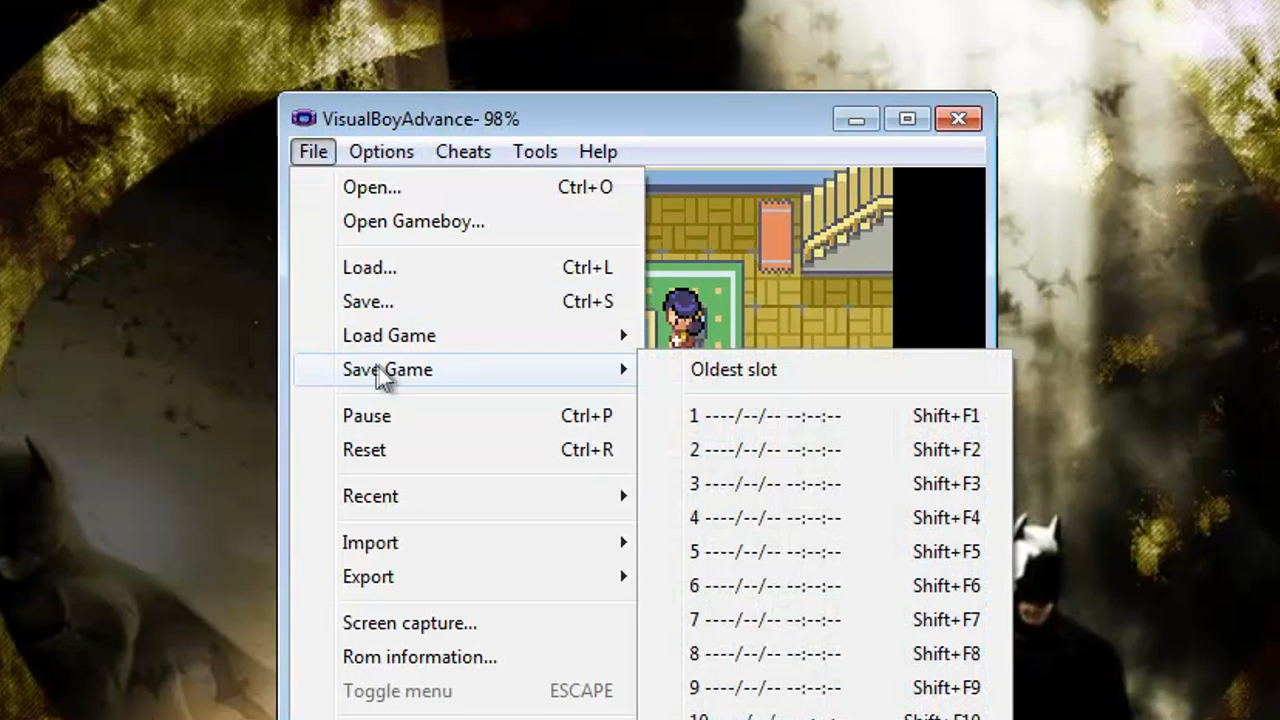 VisualBoyAdvance- 98%
File Options Cheats Tools Help
Open... Ctrl+O
Open Gameboy...
Load... Ctrl+L
Save... Ctrl+S
Load Game
Save Game
Oldest slot
1 ----/--/-- --:--:-- Shift+F1
Pause Ctrl+P
2 ----/--/-- --:--:-- Shift+F2
Reset Ctrl+R
3 ----/--/-- --:--:-- Shift+F3
Recent
4 ----/--/-- --:--:-- Shift+F4
Import
5 ----/--/-- --:--:-- Shift+F5
Export
6 ----/--/-- --:--:-- Shift+F6
Screen capture...
7 ----/--/-- --:--:-- Shift+F7
Rom information...
8 ----/--/-- --:--:-- Shift+F8
Toggle menu ESCAPE
9 ----/--/-- --:--:-- Shift+F9
10 ----/--/-- --:--:-- Shift+F10